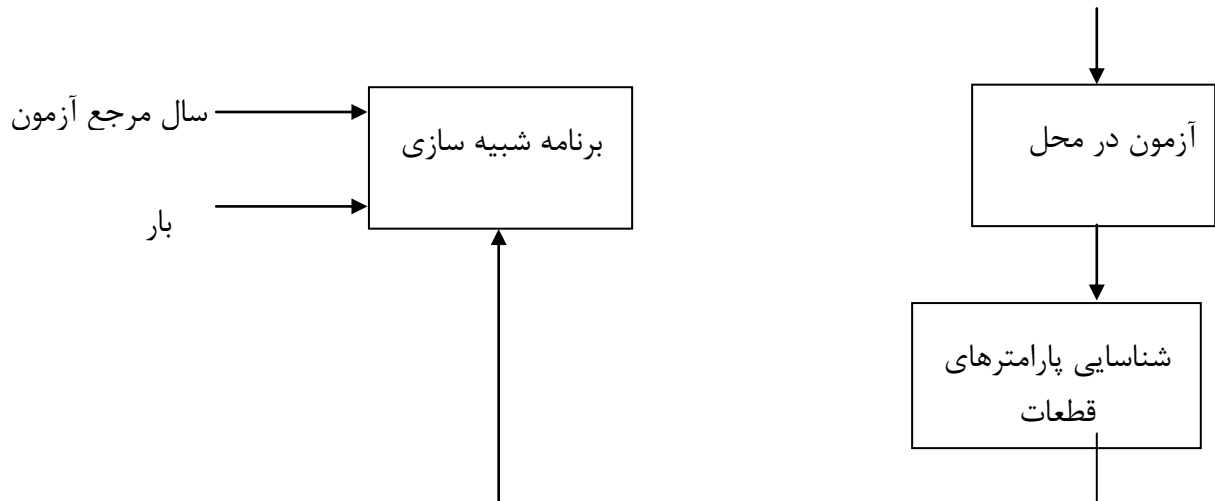 آزمون در محل
سال مرجع آزمون
برنامه شبیه سازی
بار
شناسایی پارامترهای
قطعات